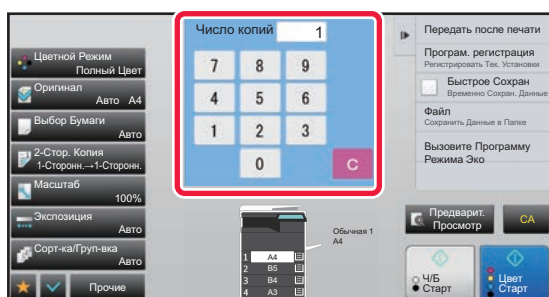 Цветной Режим
Полный Цвет
Оригинал
Авто A4
Выбор Бумаги
Авто
2-Стор. Копия
1-Сторонн.→1-Сторонн.
Масштаб
100%
Экспозиция
Авто
Сорт-ка/Груп-вка
Авто
Прочие
Число копий 1
7 8 9
4 5 6
1 2 3
0 C
Обычная 1
A4
1 A4
2 B5
3 B4
4 A3
Передать после печати
Програм. регистрация
Регистрировать Тек. Установки
Быстрое Сохран
Временно Сохран. Данные
Файл
Сохранить Данные в Папке
Вызовите Программу
Режима Эко
Предварит.
Просмотр
CA
Ч/Б
Старт
Цвет
Старт